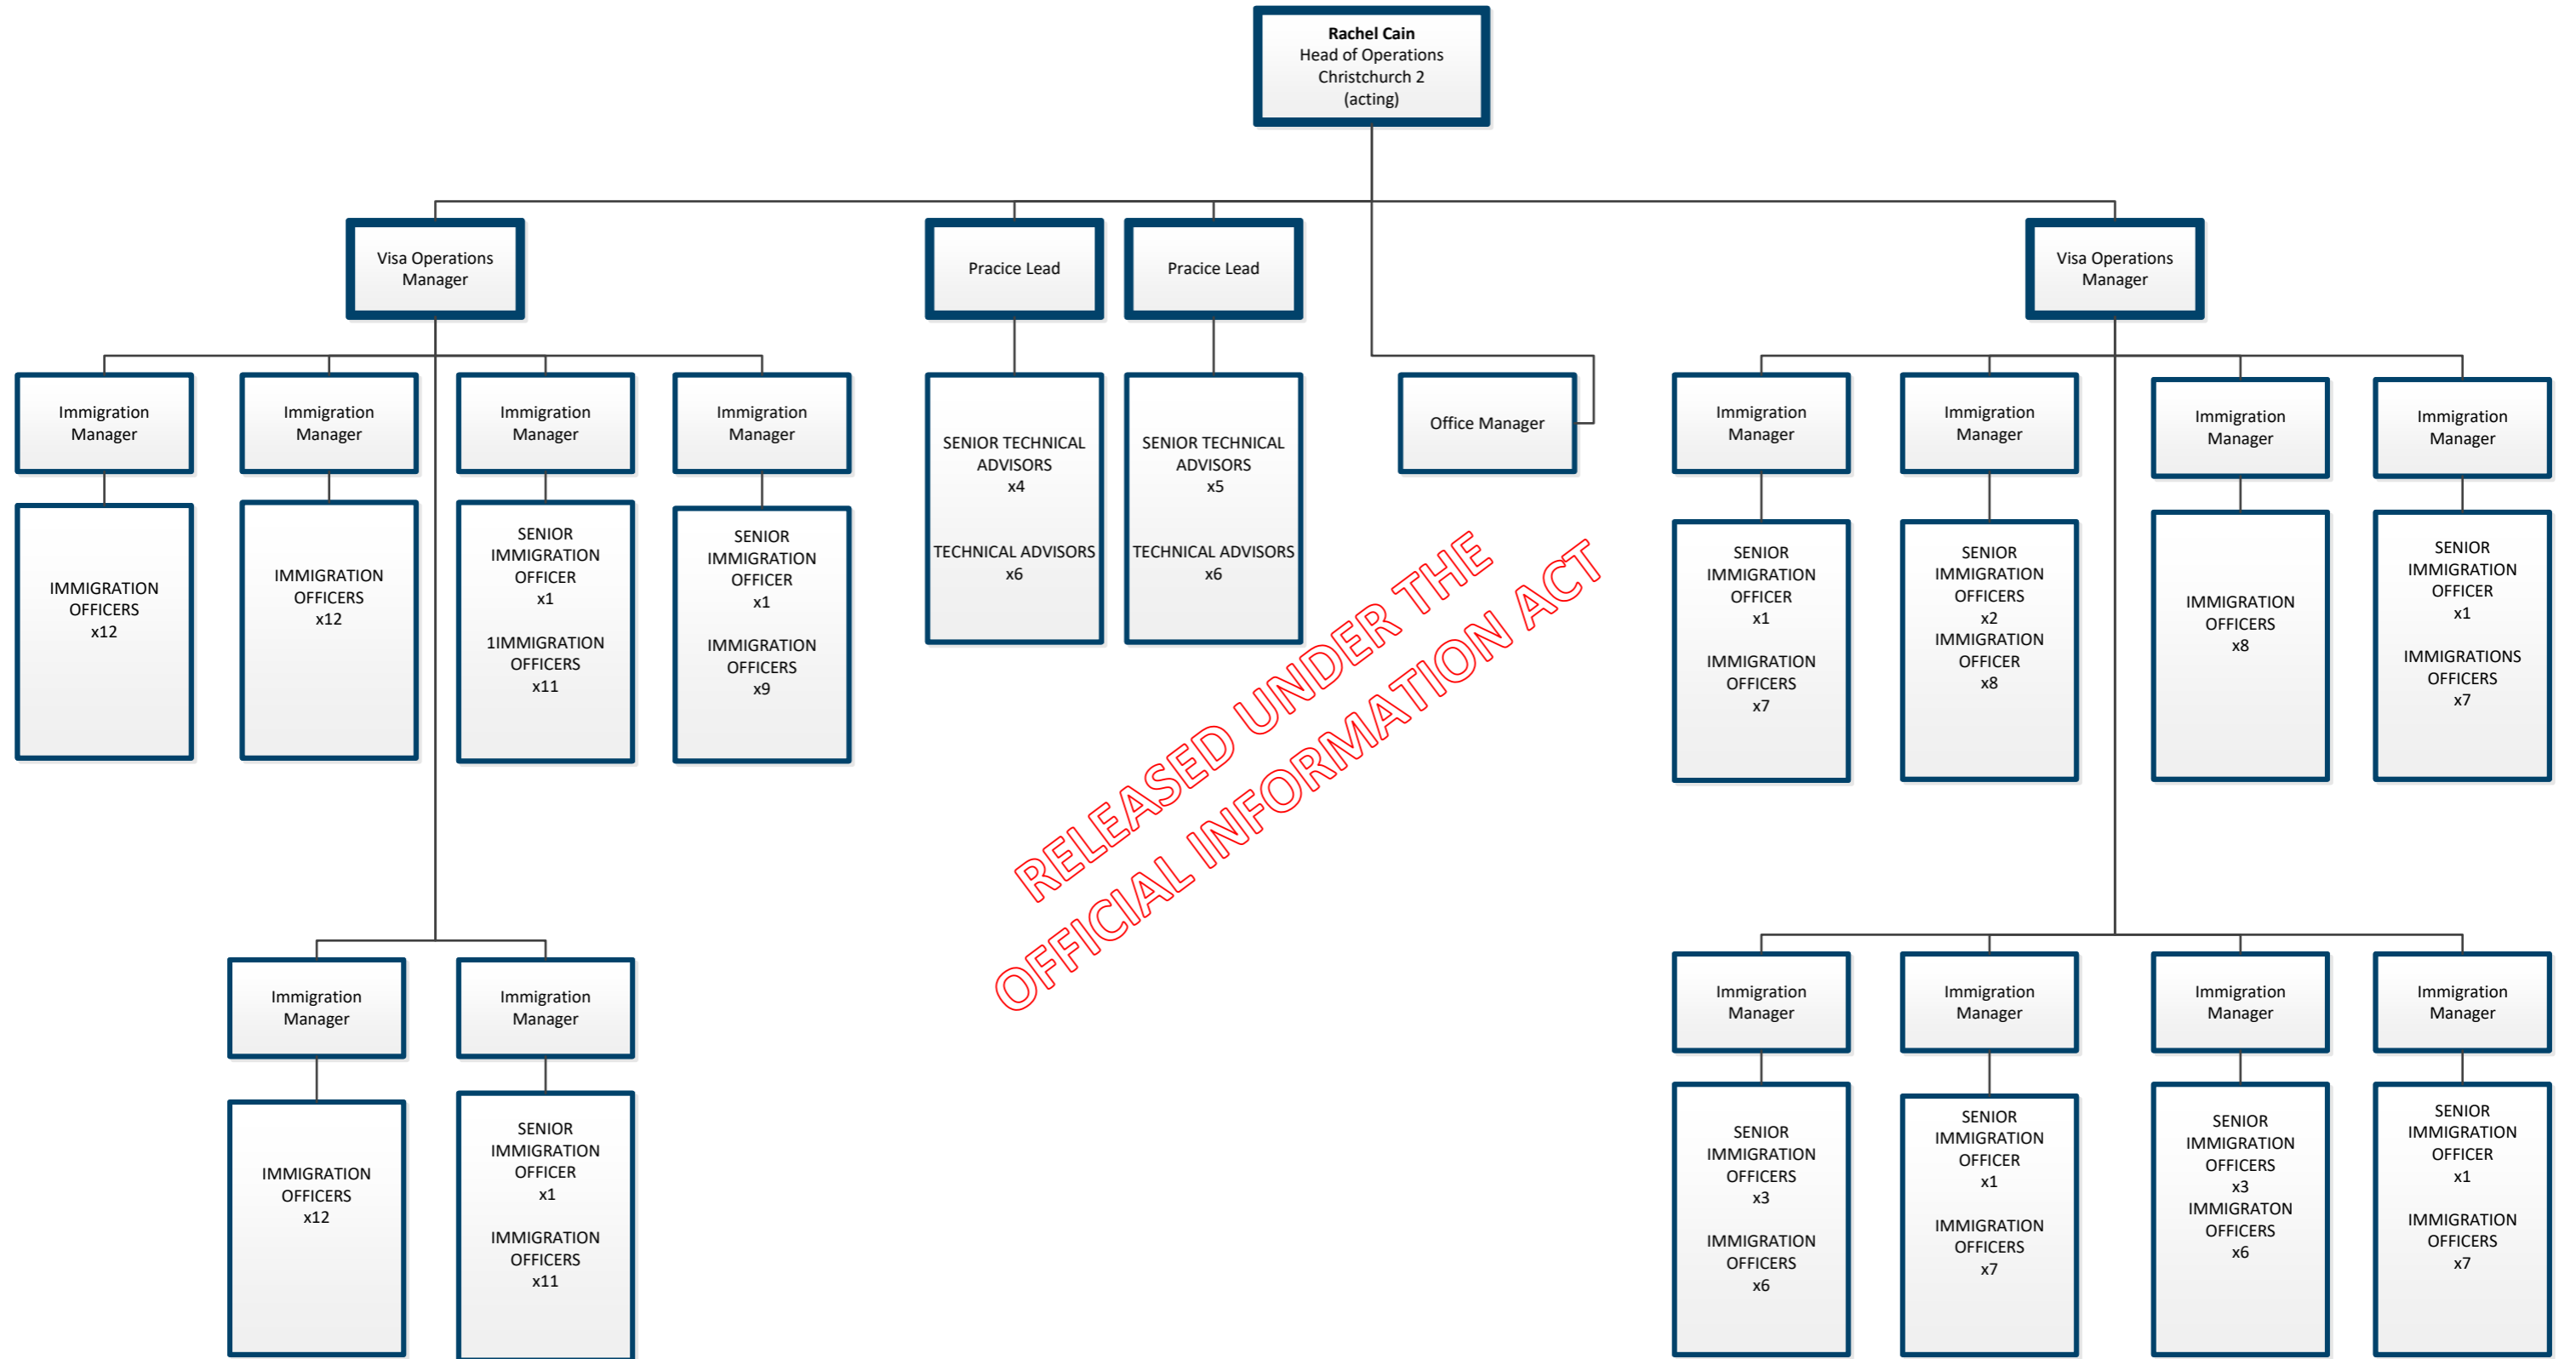 Rachel Cain
Head of Operations
Christchurch 2
(acting)
Visa Operations
Manager
Pracice Lead
Pracice Lead
Visa Operations
Manager
Immigration
Manager
Immigration
Manager
Immigration
Manager
Immigration
Manager
Office Manager
Immigration
Manager
Immigration
Manager
Immigration
Manager
Immigration
Manager
IMMIGRATION
OFFICERS
x12
IMMIGRATION
OFFICERS
x12
SENIOR
IMMIGRATION
OFFICER
x1
1IMMIGRATION
OFFICERS
x11
SENIOR
IMMIGRATION
OFFICER
x1
IMMIGRATION
OFFICERS
x9
SENIOR TECHNICAL
ADVISORS
x4
TECHNICAL ADVISORS
x6
SENIOR TECHNICAL
ADVISORS
x5
TECHNICAL ADVISORS
x6
SENIOR
IMMIGRATION
OFFICER
x1
IMMIGRATION
OFFICERS
x7
SENIOR
IMMIGRATION
OFFICERS
x2
IMMIGRATION
OFFICER
x8
IMMIGRATION
OFFICERS
x8
SENIOR
IMMIGRATION
OFFICER
x1
IMMIGRATIONS
OFFICERS
x7
RELEASED UNDER THE
OFFICIAL INFORMATION ACT
Immigration
Manager
Immigration
Manager
Immigration
Manager
Immigration
Manager
Immigration
Manager
Immigration
Manager
IMMIGRATION
OFFICERS
x12
SENIOR
IMMIGRATION
OFFICER
x1
IMMIGRATION
OFFICERS
x11
SENIOR
IMMIGRATION
OFFICERS
x3
IMMIGRATION
OFFICERS
x6
SENIOR
IMMIGRATION
OFFICER
x1
IMMIGRATION
OFFICERS
x7
SENIOR
IMMIGRATION
OFFICERS
x3
IMMIGRATON
OFFICERS
x6
SENIOR
IMMIGRATION
OFFICER
x1
IMMIGRATION
OFFICERS
x7